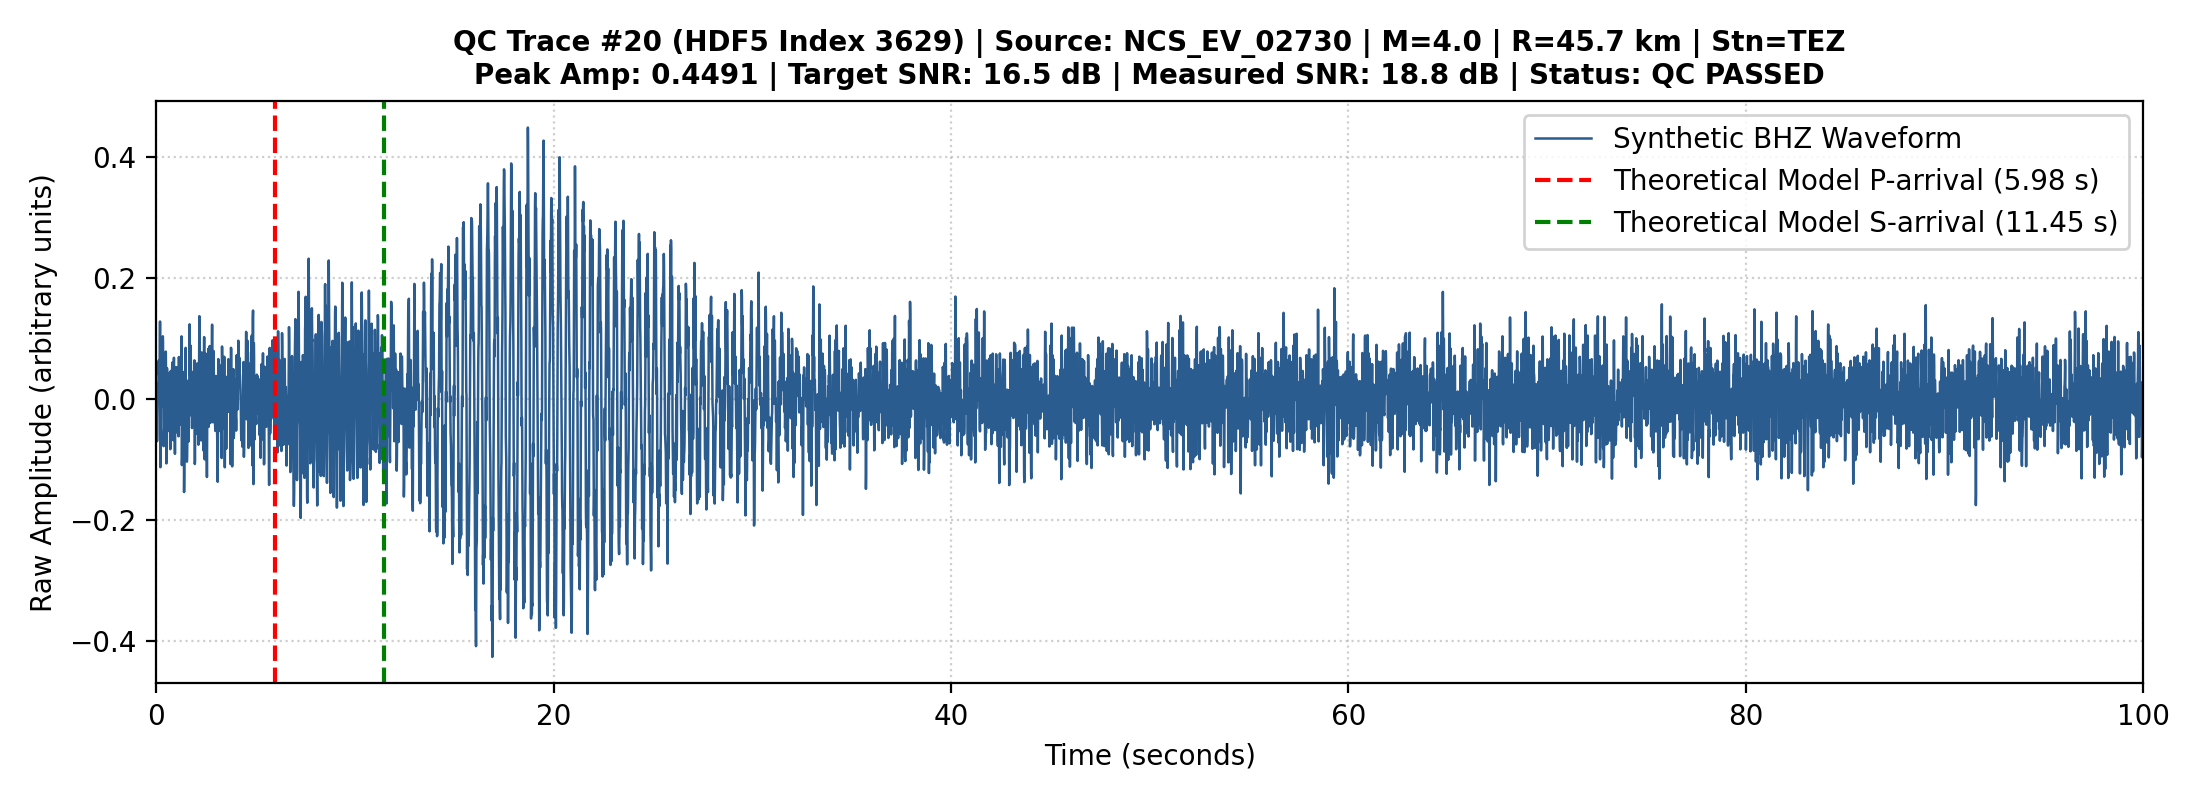 QC Trace #20 (HDF5 Index 3629) | Source: NCS_EV_02730 | M=4.0 | R=45.7 km | Stn=TEZ
Peak Amp: 0.4491 | Target SNR: 16.5 dB | Measured SNR: 18.8 dB | Status: QC PASSED
Synthetic BHZ Waveform
Theoretical Model P-arrival (5.98 s)
Theoretical Model S-arrival (11.45 s)
Raw Amplitude (arbitrary units)
0.4
0.2
0.0
−0.2
−0.4
0 20 40 60 80 100
Time (seconds)